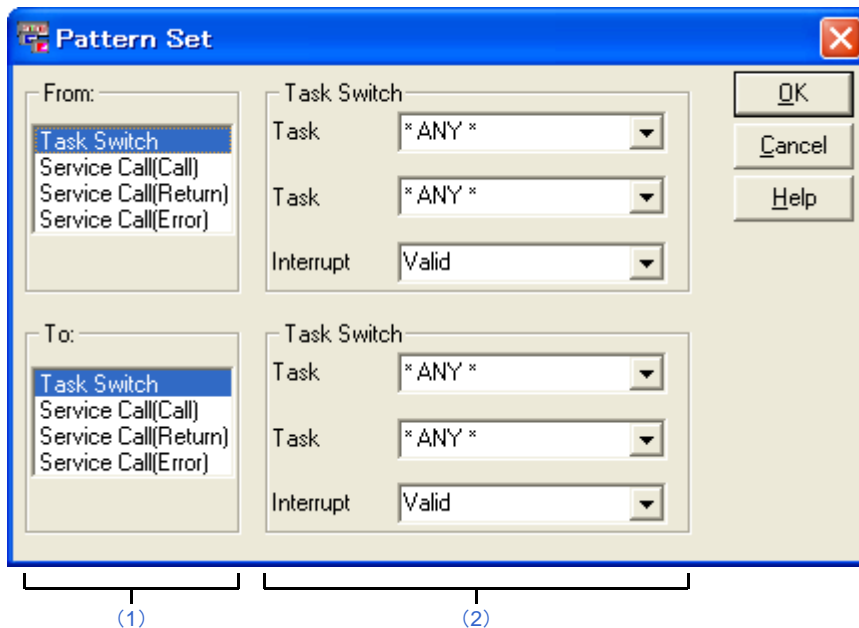 Pattern Set
From:
Task Switch
Service Call(Call)
Service Call(Return)
Service Call(Error)
Task Switch
Task
* ANY *
Task
* ANY *
Interrupt
Valid
OK
Cancel
Help
To:
Task Switch
Service Call(Call)
Service Call(Return)
Service Call(Error)
Task Switch
Task
* ANY *
Task
* ANY *
Interrupt
Valid
(1)
(2)